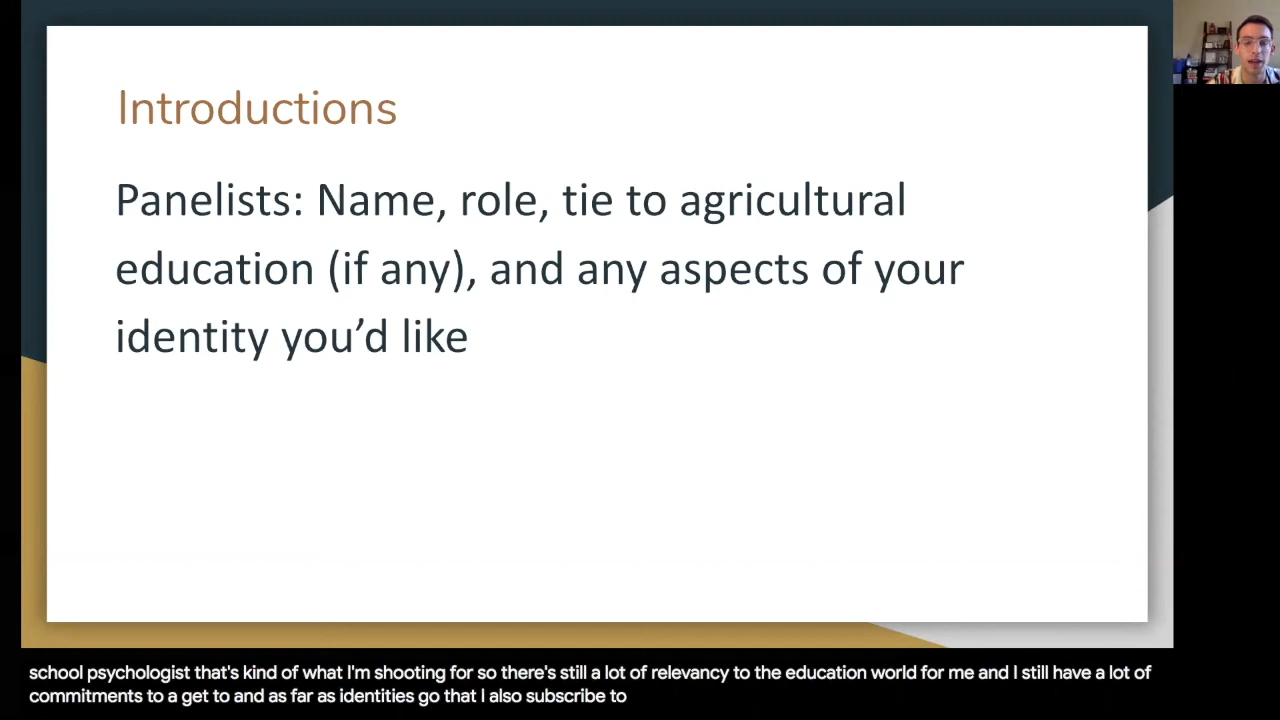 Introductions
Panelists: Name, role, tie to agricultural
education (if any), and any aspects of your
identity you’d like
school psychologist that's kind of what I'm shooting for so there's still a lot of relevancy to the education world for me and I still have a lot of
commitments to a get to and as far as identities go that I also subscribe to